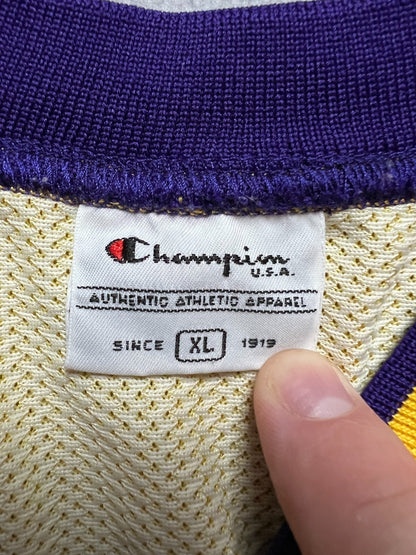 Champion
U.S.A.
AUTHENTIC ATHLETIC APPAREL
SINCE XL 1919